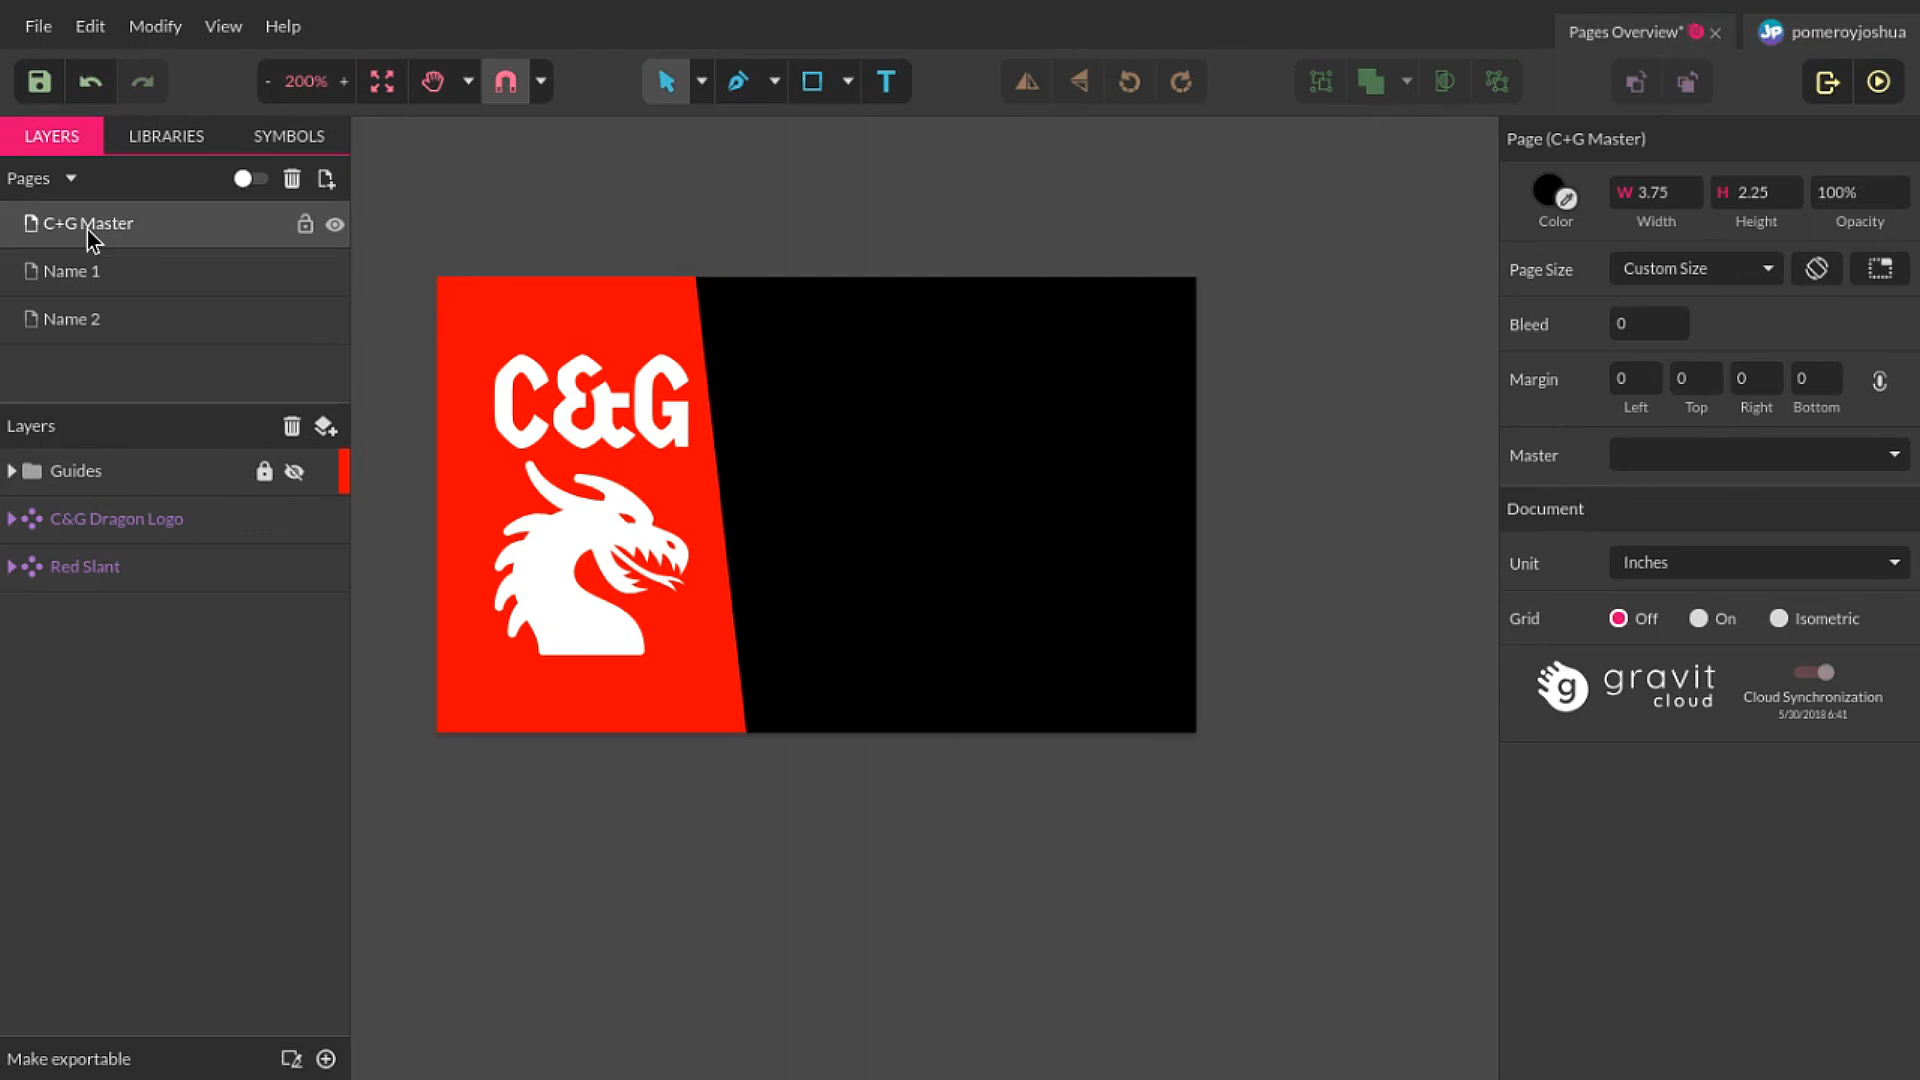 File Edit Modify View Help
Pages Overview* pomeroyjoshua
- 200% +
LAYERS LIBRARIES SYMBOLS
Pages
C+G Master
Name 1
Name 2
Layers
Guides
C&G Dragon Logo
Red Slant
Make exportable
C&G
Page (C+G Master)
W 3.75 H 2.25 100%
Color Width Height Opacity
Page Size Custom Size
Bleed 0
Margin 0 0 0 0
Left Top Right Bottom
Master
Document
Unit Inches
Grid Off On Isometric
gravit
cloud
Cloud Synchronization
5/30/2018 6:41